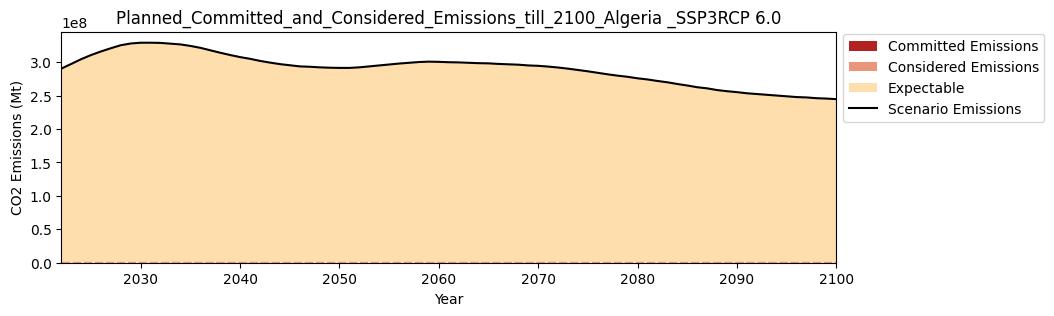 Planned_Committed_and_Considered_Emissions_till_2100_Algeria _SSP3RCP 6.0
1e8
3.0
2.5
2.0
1.5
1.0
0.5
0.0
CO2 Emissions (Mt)
2030 2040 2050 2060 2070 2080 2090 2100
Year
Committed Emissions
Considered Emissions
Expectable
Scenario Emissions